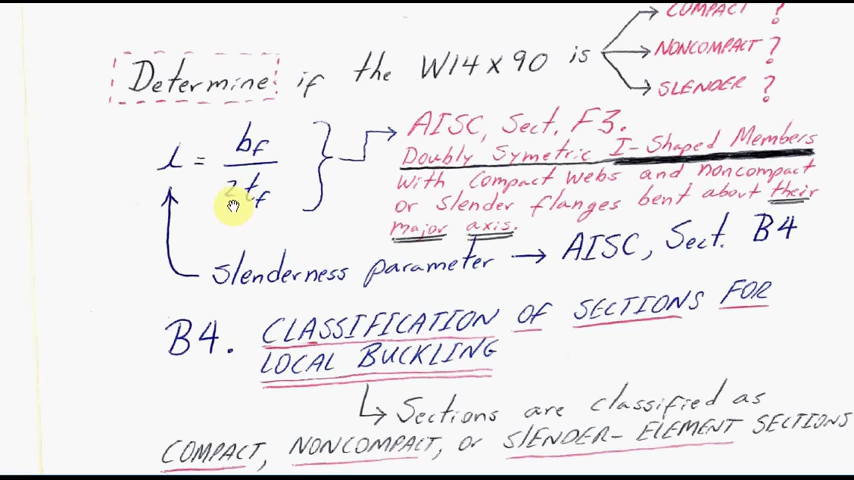 COMPACT ?
Determine if the W14 x 90 is NONCOMPACT ?
SLENDER ?
λ = bf / 2tf
AISC, Sect. F3.
Doubly Symetric I-Shaped Members
with compact webs and noncompact
or slender flanges bent about their
major axis.
Slenderness parameter → AISC, Sect. B4
B4. CLASSIFICATION OF SECTIONS FOR
LOCAL BUCKLING
Sections are classified as
COMPACT, NONCOMPACT, or SLENDER-ELEMENT SECTIONS